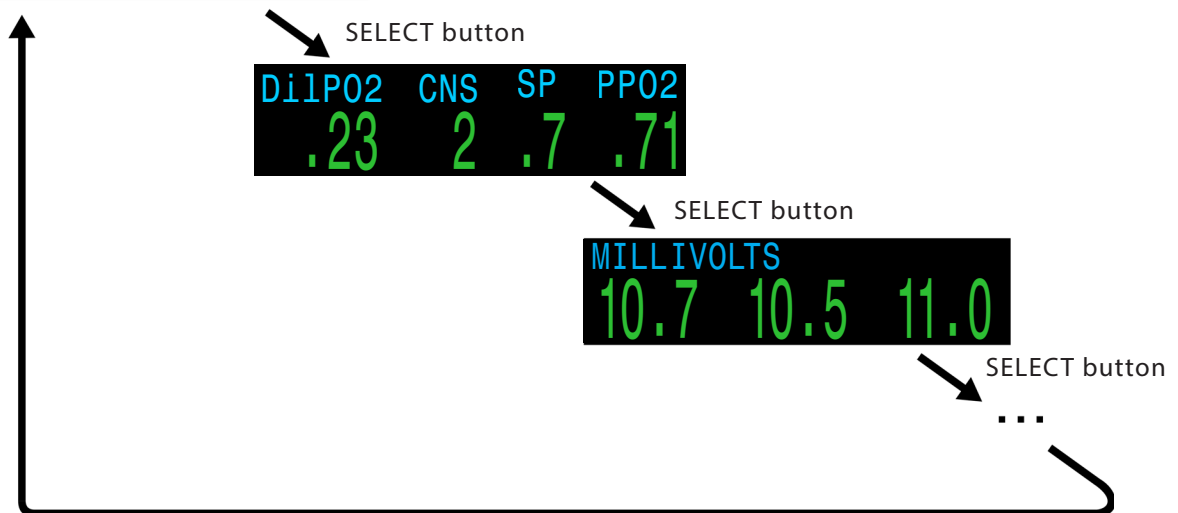 SELECT button
DilPO2 CNS SP PPO2
.23 2 .7 .71
SELECT button
MILLIVOLTS
10.7 10.5 11.0
SELECT button
...